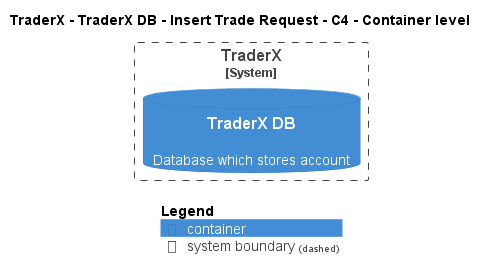 TraderX - TraderX DB - Insert Trade Request - C4 - Container level
TraderX
[System]
TraderX DB
Database which stores account
Legend
container
system boundary (dashed)